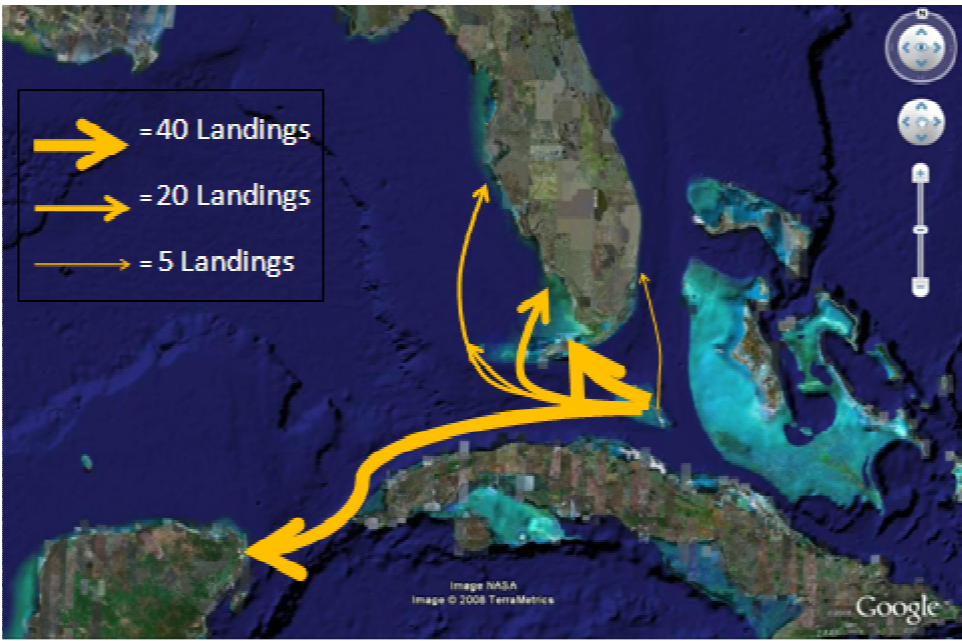 N
= 40 Landings
= 20 Landings
= 5 Landings
Image NASA
Image © 2008 TerraMetrics
Google